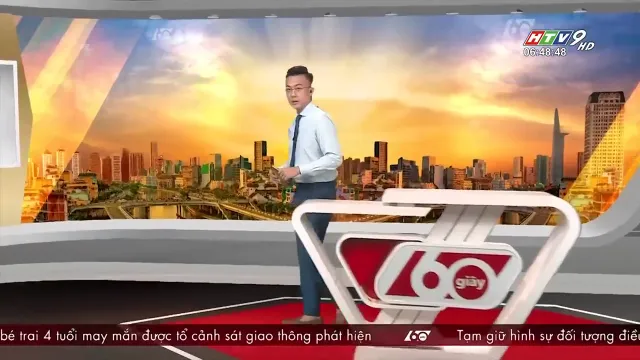 HTV9 HD
06:48:48
60
giây
bé trai 4 tuổi may mắn được tổ cảnh sát giao thông phát hiện 60 Tạm giữ hình sự đối tượng điề